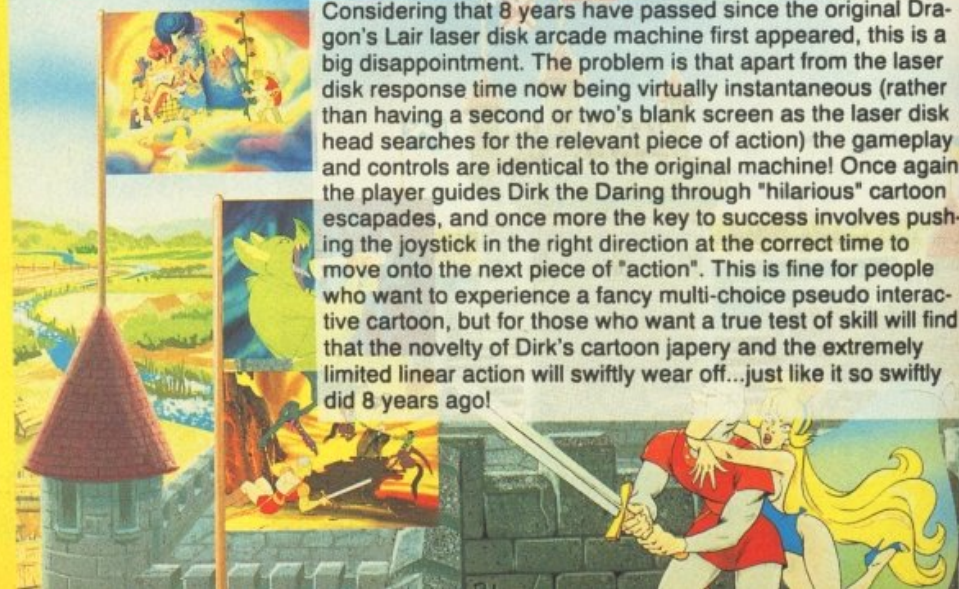 Considering that 8 years have passed since the original Dra-
gon's Lair laser disk arcade machine first appeared, this is a
big disappointment. The problem is that apart from the laser
disk response time now being virtually instantaneous (rather
than having a second or two's blank screen as the laser disk
head searches for the relevant piece of action) the gameplay
and controls are identical to the original machine! Once again
the player guides Dirk the Daring through "hilarious" cartoon
escapades, and once more the key to success involves push-
ing the joystick in the right direction at the correct time to
move onto the next piece of "action". This is fine for people
who want to experience a fancy multi-choice pseudo interac-
tive cartoon, but for those who want a true test of skill will find
that the novelty of Dirk's cartoon japery and the extremely
limited linear action will swiftly wear off...just like it so swiftly
did 8 years ago!